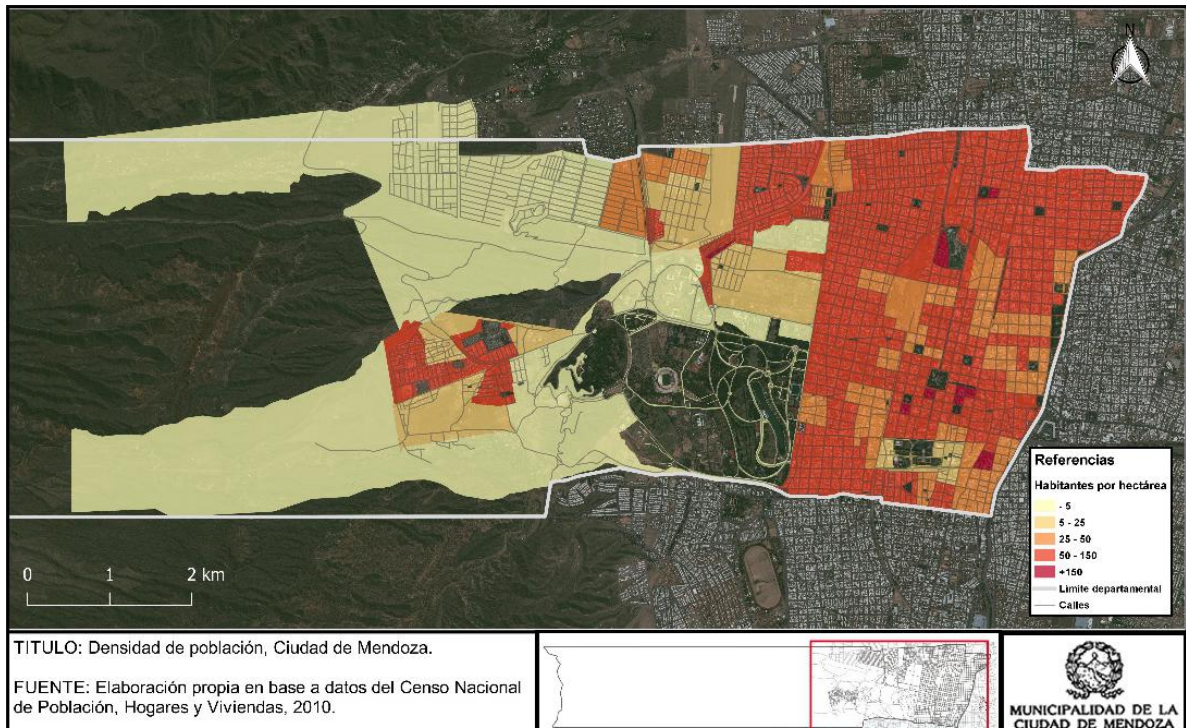 N
Referencias
Habitantes por hectárea
- 5
5 - 25
25 - 50
50 - 150
+150
Límite departamental
Calles
0 1 2 km
TITULO: Densidad de población, Ciudad de Mendoza.
FUENTE: Elaboración propia en base a datos del Censo Nacional
de Población, Hogares y Viviendas, 2010.
MUNICIPALIDAD DE LA
CIUDAD DE MENDOZA